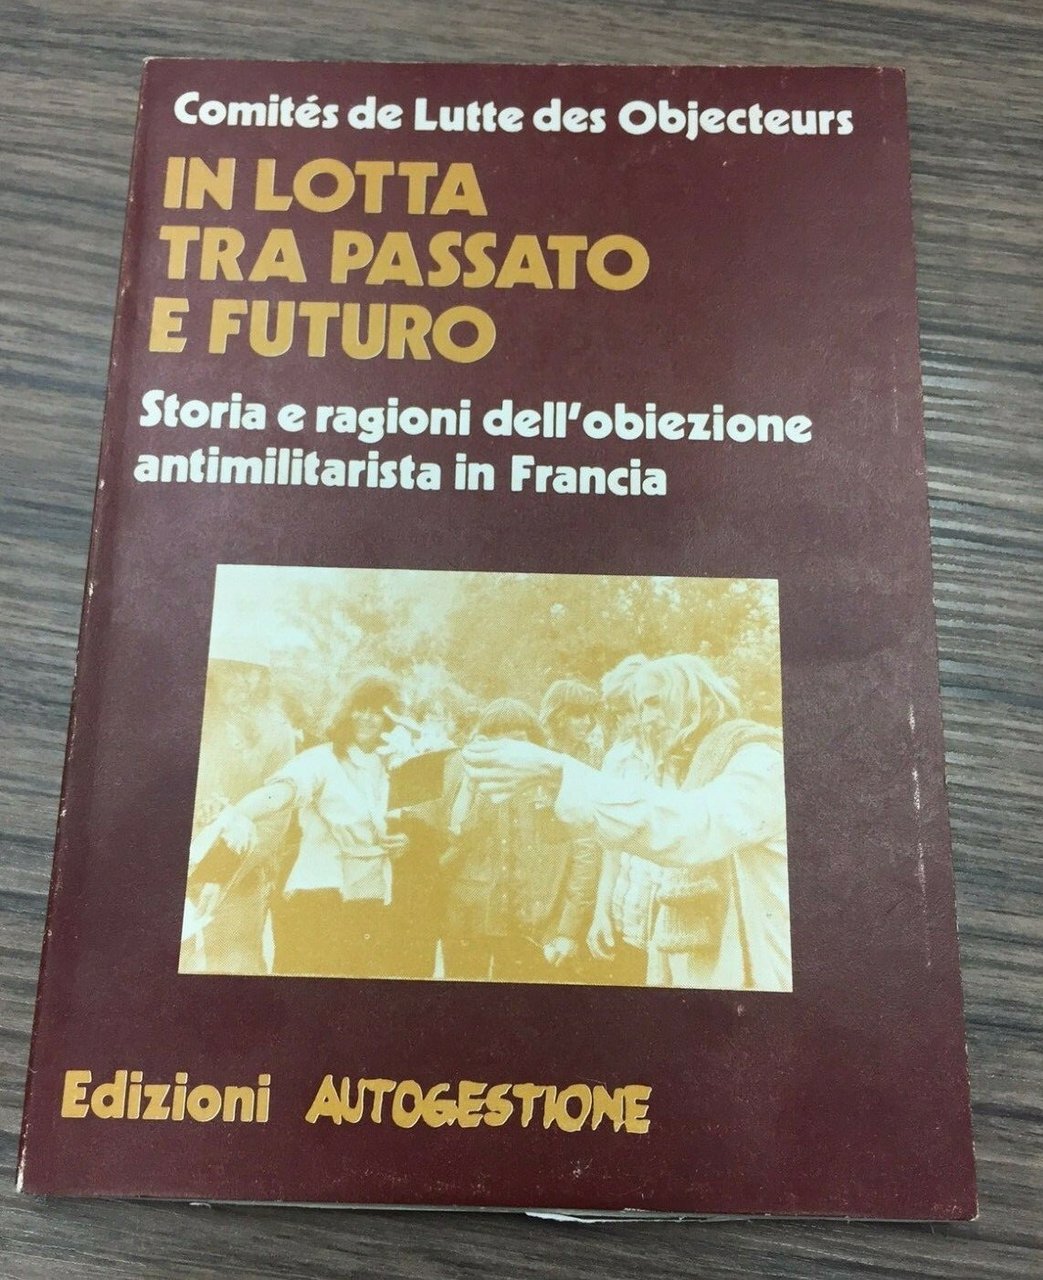 Comités de Lutte des Objecteurs
IN LOTTA
TRA PASSATO
E FUTURO
Storia e ragioni dell'obiezione
antimilitarista in Francia
Edizioni AUTOGESTIONE